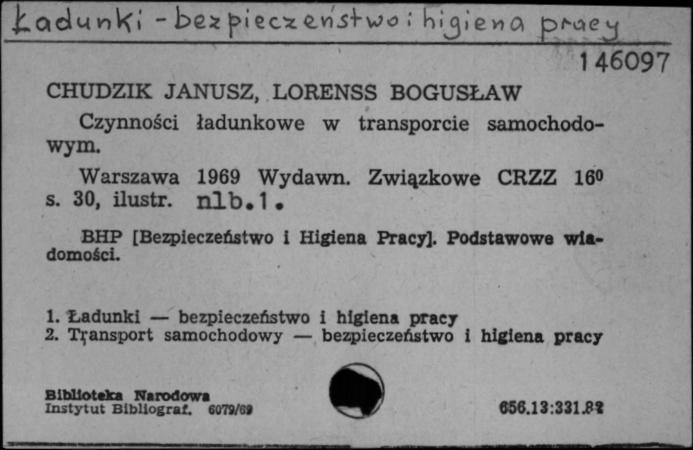 Ładunki - bezpieczeństwo i higiena pracy
146097
CHUDZIK JANUSZ, LORENSS BOGUSŁAW
Czynności ładunkowe w transporcie samochodo-
wym.
Warszawa 1969 Wydawn. Związkowe CRZZ 16⁰
s. 30, ilustr. nlb.1.
BHP [Bezpieczeństwo i Higiena Pracy]. Podstawowe wia-
domości.
1. Ładunki — bezpieczeństwo i higiena pracy
2. Transport samochodowy — bezpieczeństwo i higiena pracy
Biblioteka Narodowa
Instytut Bibliograf. 6079/69
656.13:331.82